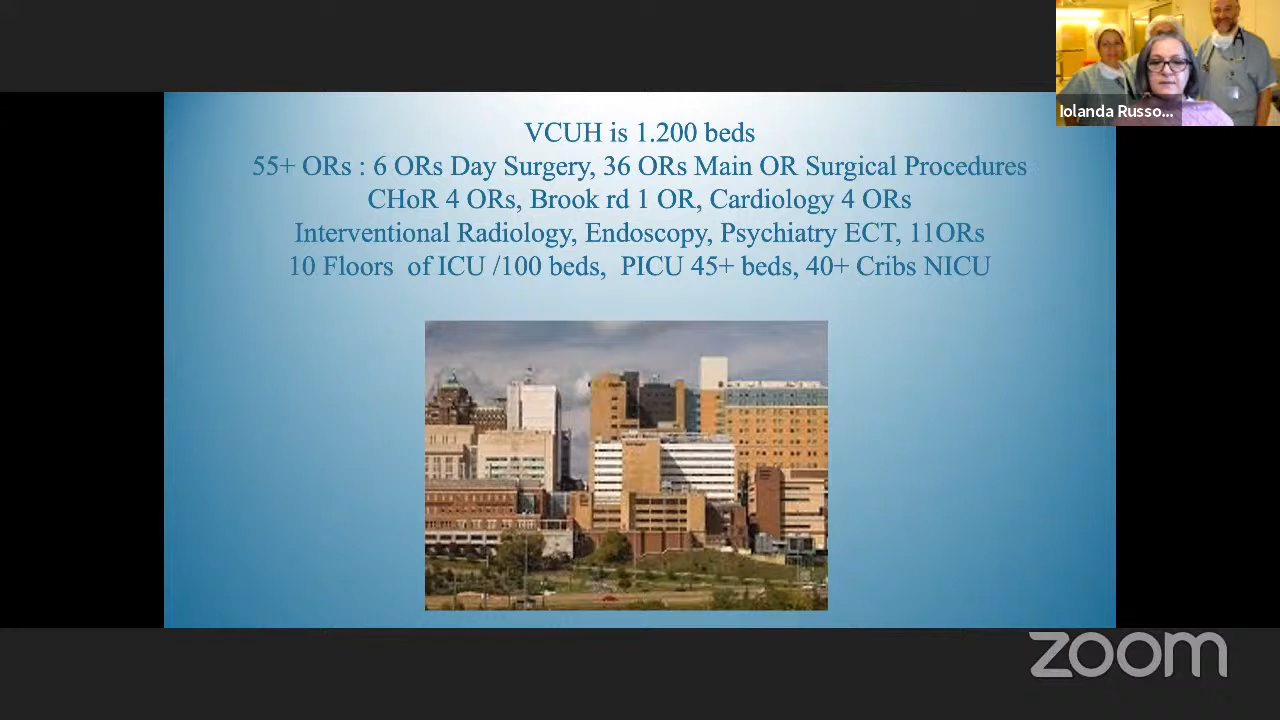 VCUH is 1.200 beds
55+ ORs : 6 ORs Day Surgery, 36 ORs Main OR Surgical Procedures
CHoR 4 ORs, Brook rd 1 OR, Cardiology 4 ORs
Interventional Radiology, Endoscopy, Psychiatry ECT, 11ORs
10 Floors of ICU /100 beds, PICU 45+ beds, 40+ Cribs NICU
Iolanda Russo...
zoom